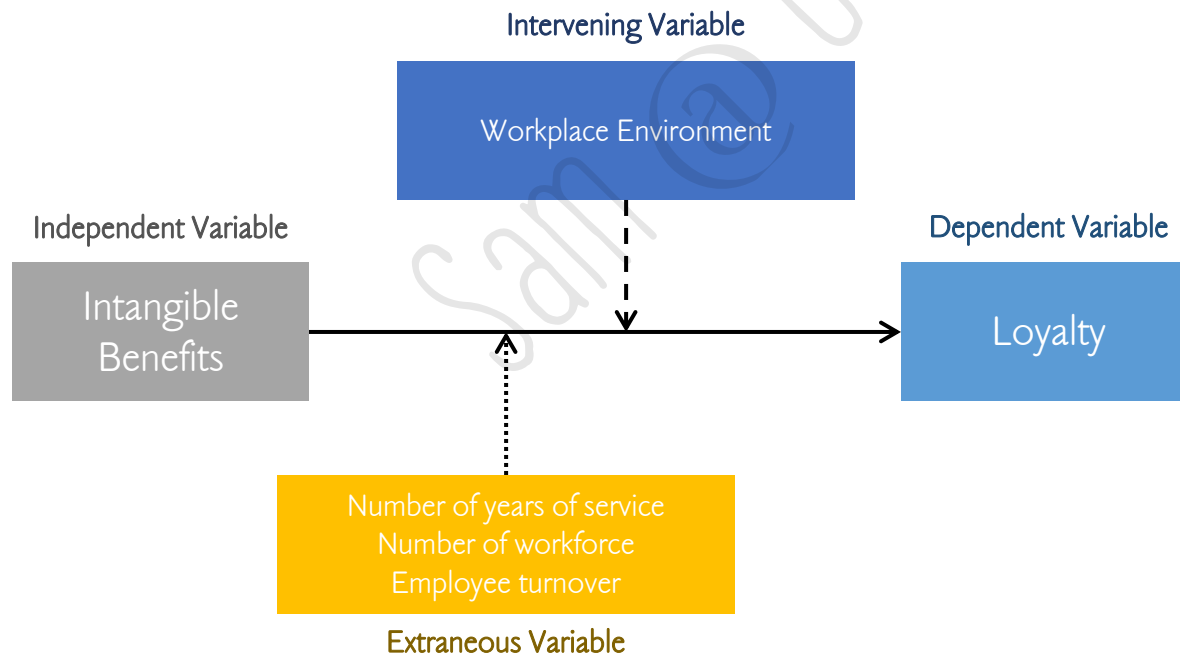 Intervening Variable
Workplace Environment
Independent Variable
Dependent Variable
Intangible
Benefits
Loyalty
Number of years of service
Number of workforce
Employee turnover
Extraneous Variable
Sam @